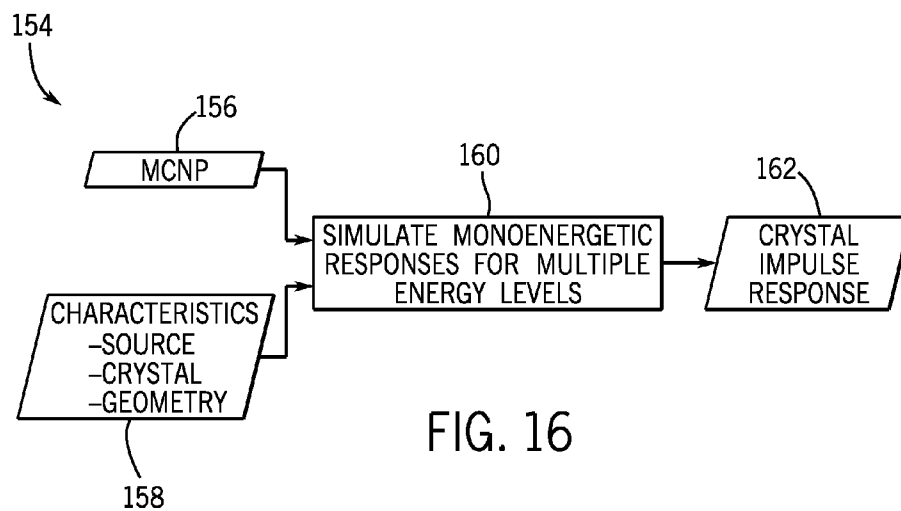 154
156
MCNP
160
162
SIMULATE MONOENERGETIC
RESPONSES FOR MULTIPLE
ENERGY LEVELS
CRYSTAL
IMPULSE
RESPONSE
CHARACTERISTICS
–SOURCE
–CRYSTAL
–GEOMETRY
158
FIG. 16